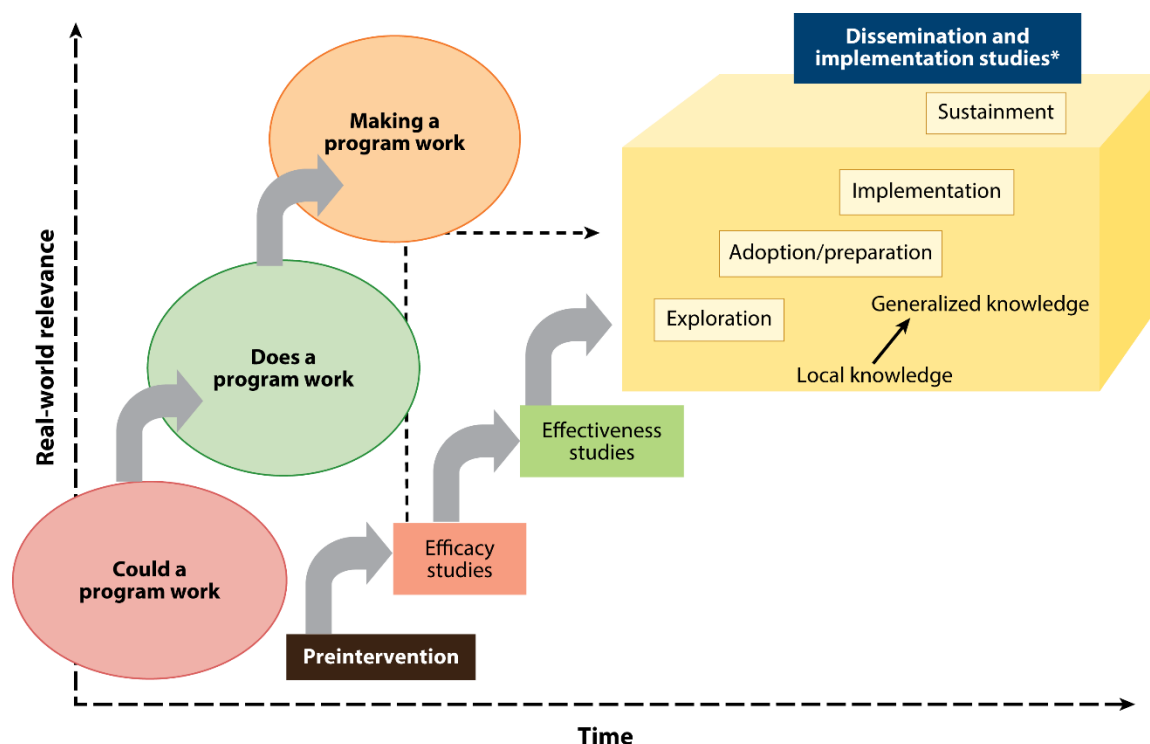 Dissemination and
implementation studies*
Sustainment
Making a
program work
Implementation
Adoption/preparation
Generalized knowledge
Exploration
Local knowledge
Real-world relevance
Does a
program work
Effectiveness
studies
Efficacy
studies
Could a
program work
Preintervention
Time